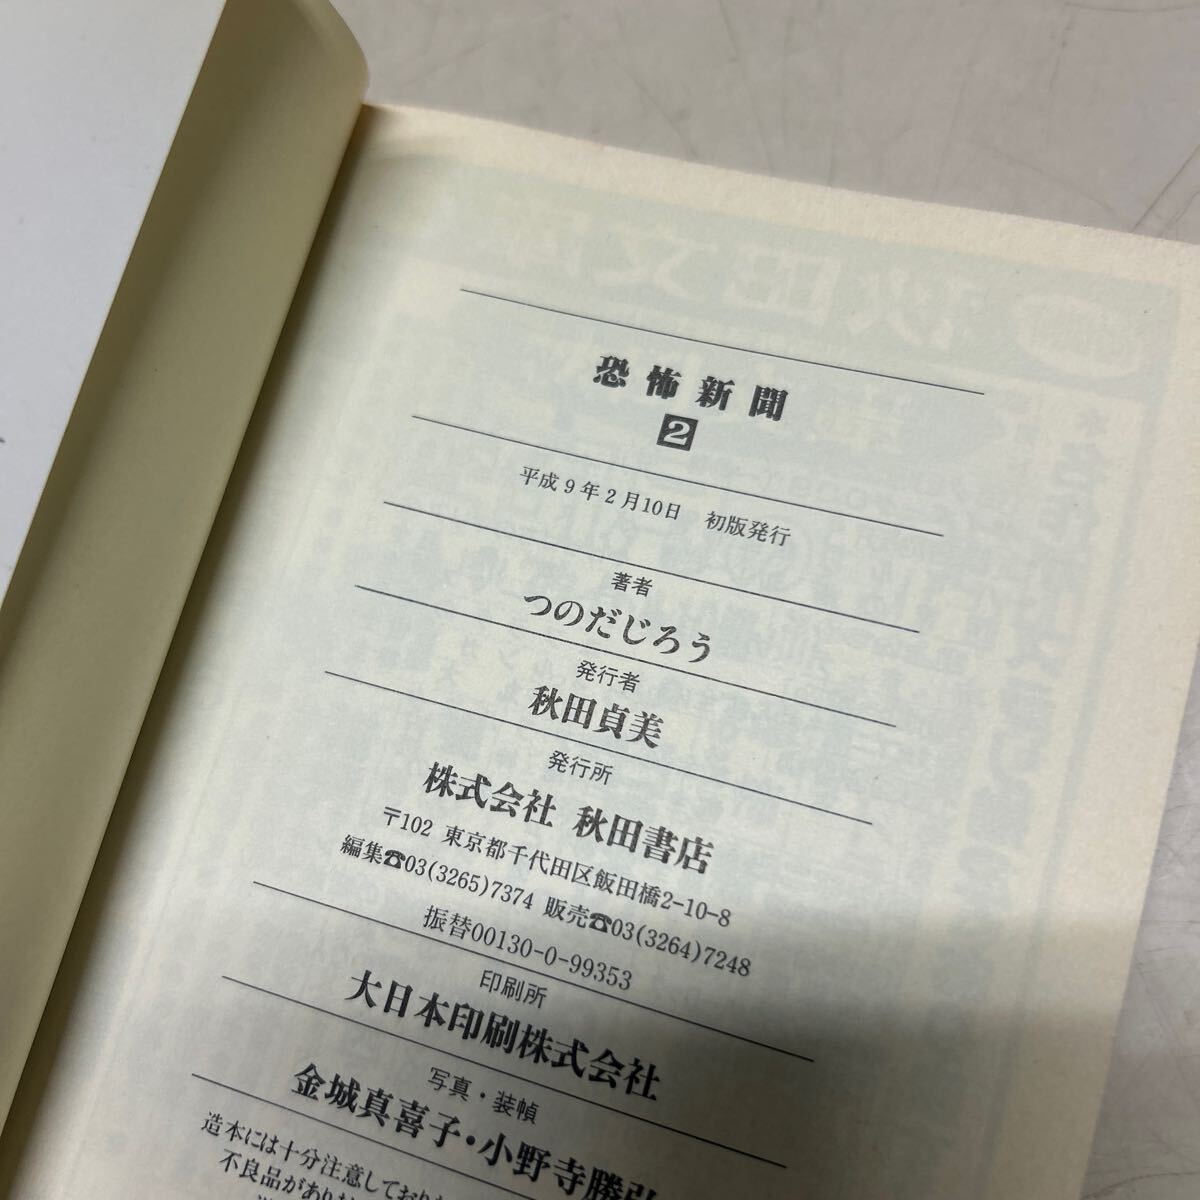 恐怖新聞
2
平成9年2月10日 初版発行
著者
つのだじろう
発行者
秋田貞美
発行所
株式会社 秋田書店
〒102 東京都千代田区飯田橋2-10-8
編集☎03(3265)7374 販売☎03(3264)7248
振替00130-0-99353
印刷所
大日本印刷株式会社
写真・装幀
金城真喜子・小野寺勝弘
造本には十分注意しており
不良品があり